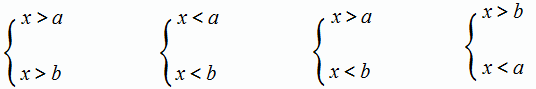 x > a x < a x > a x > b
x > b x < b x < b x < a